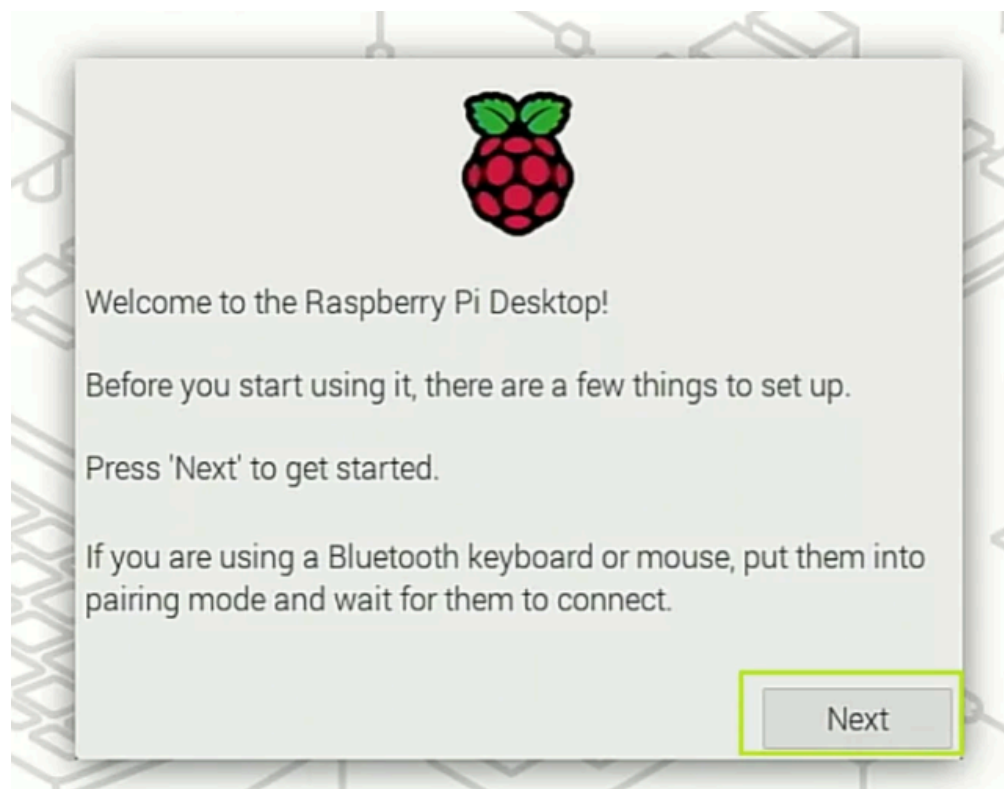 Welcome to the Raspberry Pi Desktop!
Before you start using it, there are a few things to set up.
Press 'Next' to get started.
If you are using a Bluetooth keyboard or mouse, put them into
pairing mode and wait for them to connect.
Next